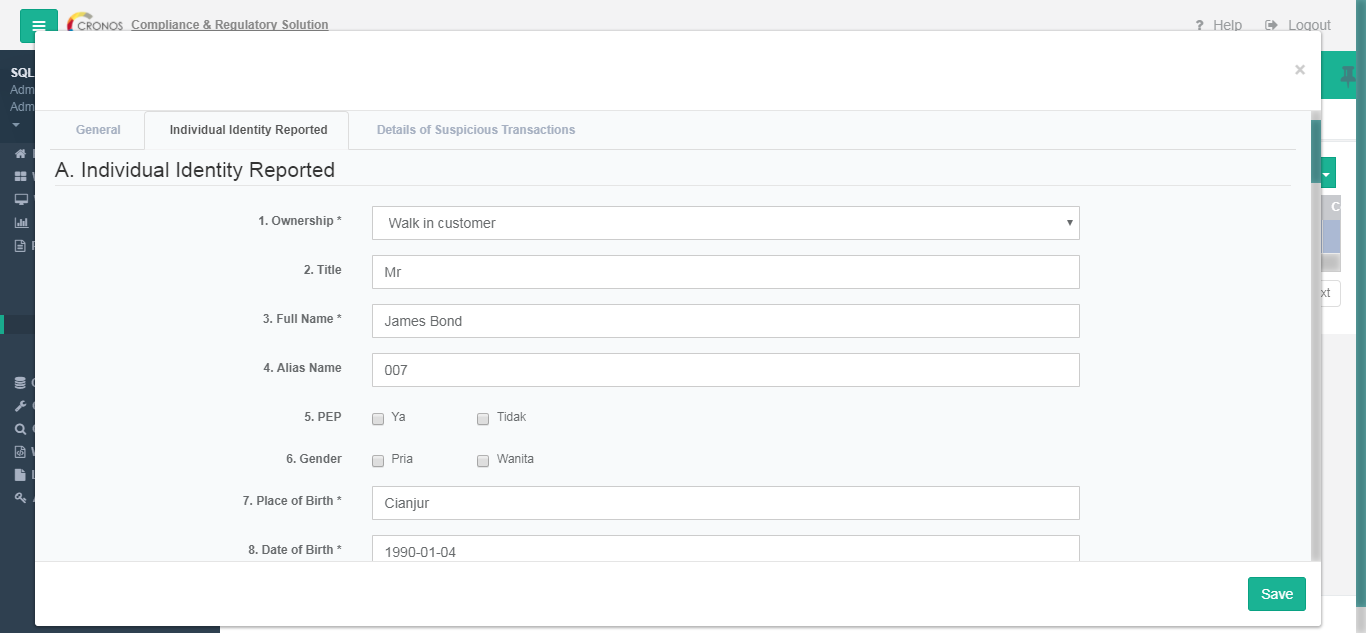 CRONOS Compliance & Regulatory Solution
? Help Logout
SQL
Adm
Adm
×
General Individual Identity Reported Details of Suspicious Transactions
A. Individual Identity Reported
1. Ownership * Walk in customer
2. Title Mr
3. Full Name * James Bond
4. Alias Name 007
5. PEP Ya Tidak
6. Gender Pria Wanita
7. Place of Birth * Cianjur
8. Date of Birth * 1990-01-04
xt
Save